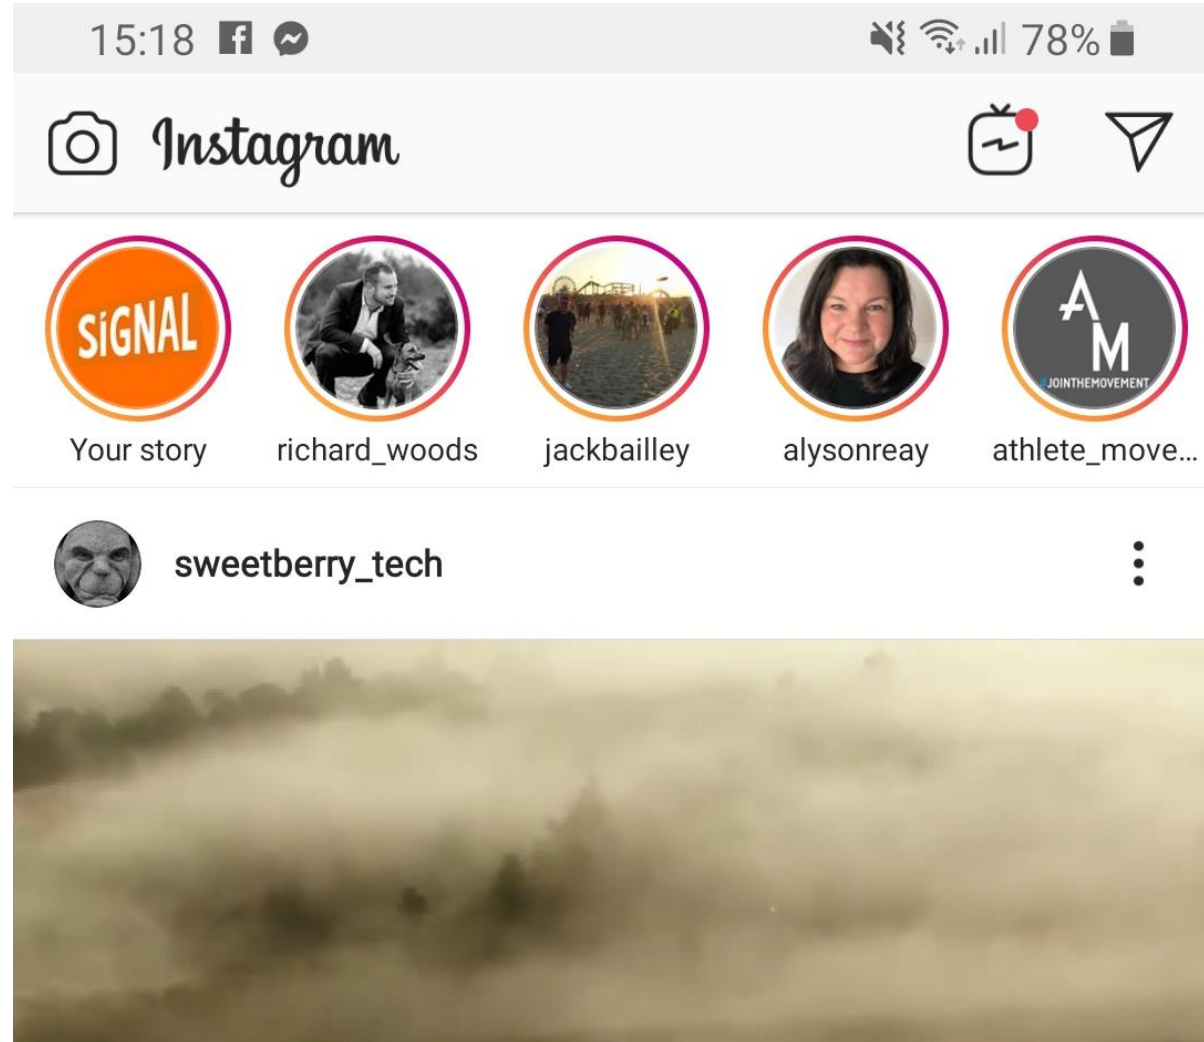 15:18 78%
Instagram
SiGNAL
A
M
#JOINTHEMOVEMENT
Your story richard_woods jackbailley alysonreay athlete_move...
sweetberry_tech